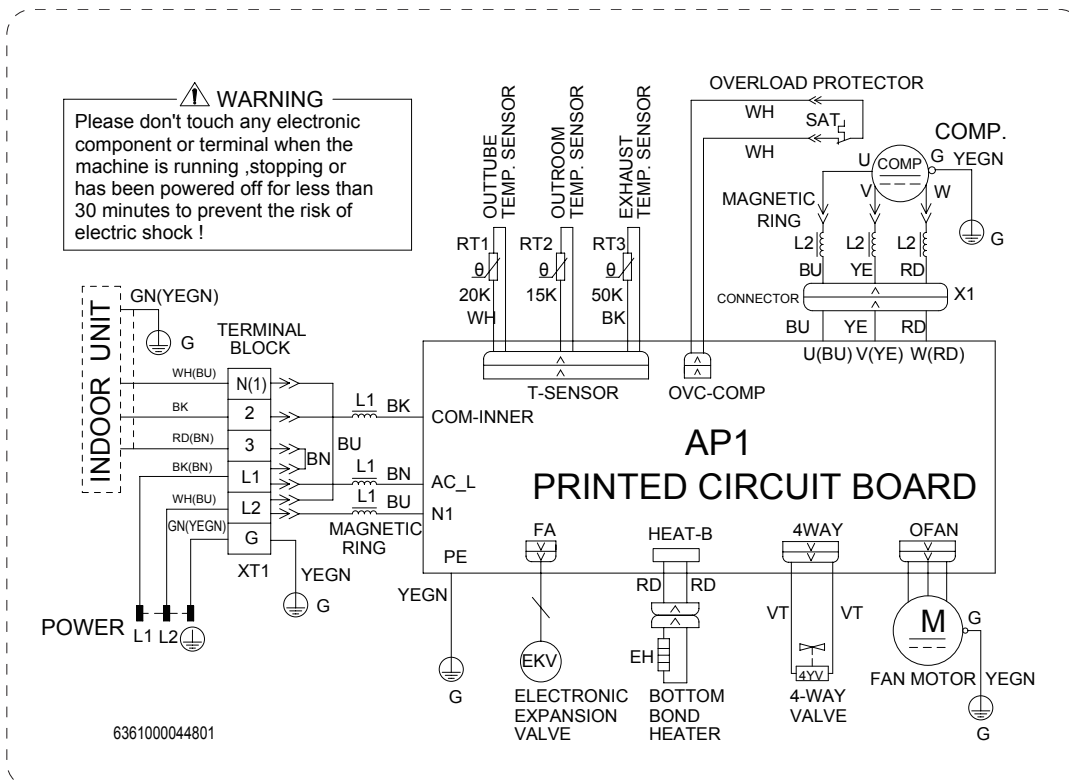 WARNING
Please don't touch any electronic
component or terminal when the
machine is running ,stopping or
has been powered off for less than
30 minutes to prevent the risk of
electric shock !
OUTTUBE
TEMP. SENSOR
OUTROOM
TEMP. SENSOR
EXHAUST
TEMP. SENSOR
RT1
RT2
RT3
θ
θ
θ
20K
15K
50K
WH
BK
T-SENSOR
OVERLOAD PROTECTOR
WH
SAT
WH
OVC-COMP
COMP.
U
COMP
G
YEGN
V
W
MAGNETIC
RING
G
L2
L2
L2
BU
YE
RD
CONNECTOR
X1
BU
YE
RD
U(BU)
V(YE)
W(RD)
INDOOR UNIT
GN(YEGN)
G
TERMINAL
BLOCK
WH(BU)
N(1)
BK
2
RD(BN)
3
BK(BN)
L1
WH(BU)
L2
GN(YEGN)
G
XT1
BU
BN
L1
BK
COM-INNER
L1
BN
AC_L
L1
BU
N1
MAGNETIC
RING
YEGN
G
POWER
L1
L2
AP1
PRINTED CIRCUIT BOARD
PE
YEGN
G
FA
EKV
ELECTRONIC
EXPANSION
VALVE
HEAT-B
RD
RD
EH
BOTTOM
BOND
HEATER
4WAY
VT
VT
4YV
4-WAY
VALVE
OFAN
M
G
FAN MOTOR
YEGN
G
6361000044801